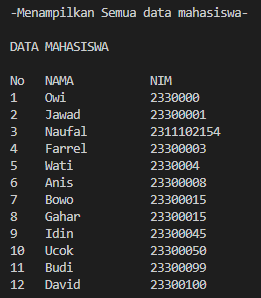 -Menampilkan Semua data mahasiswa-
DATA MAHASISWA
No NAMA NIM
1 Owi 2330000
2 Jawad 23300001
3 Naufal 2311102154
4 Farrel 23300003
5 Wati 2330004
6 Anis 23300008
7 Bowo 23300015
8 Gahar 23300015
9 Idin 23300045
10 Ucok 23300050
11 Budi 23300099
12 David 23300100